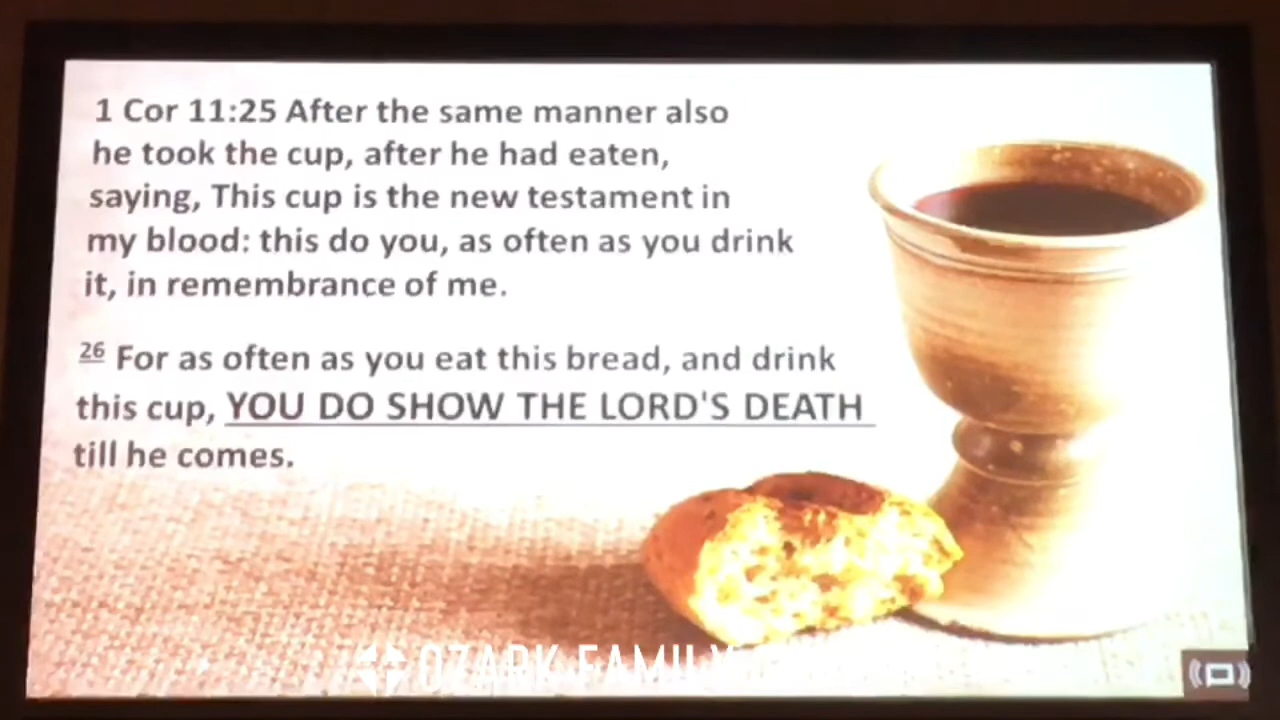 1 Cor 11:25 After the same manner also
he took the cup, after he had eaten,
saying, This cup is the new testament in
my blood: this do you, as often as you drink
it, in remembrance of me.
26 For as often as you eat this bread, and drink
this cup, YOU DO SHOW THE LORD'S DEATH
till he comes.
OZARK FAMILY